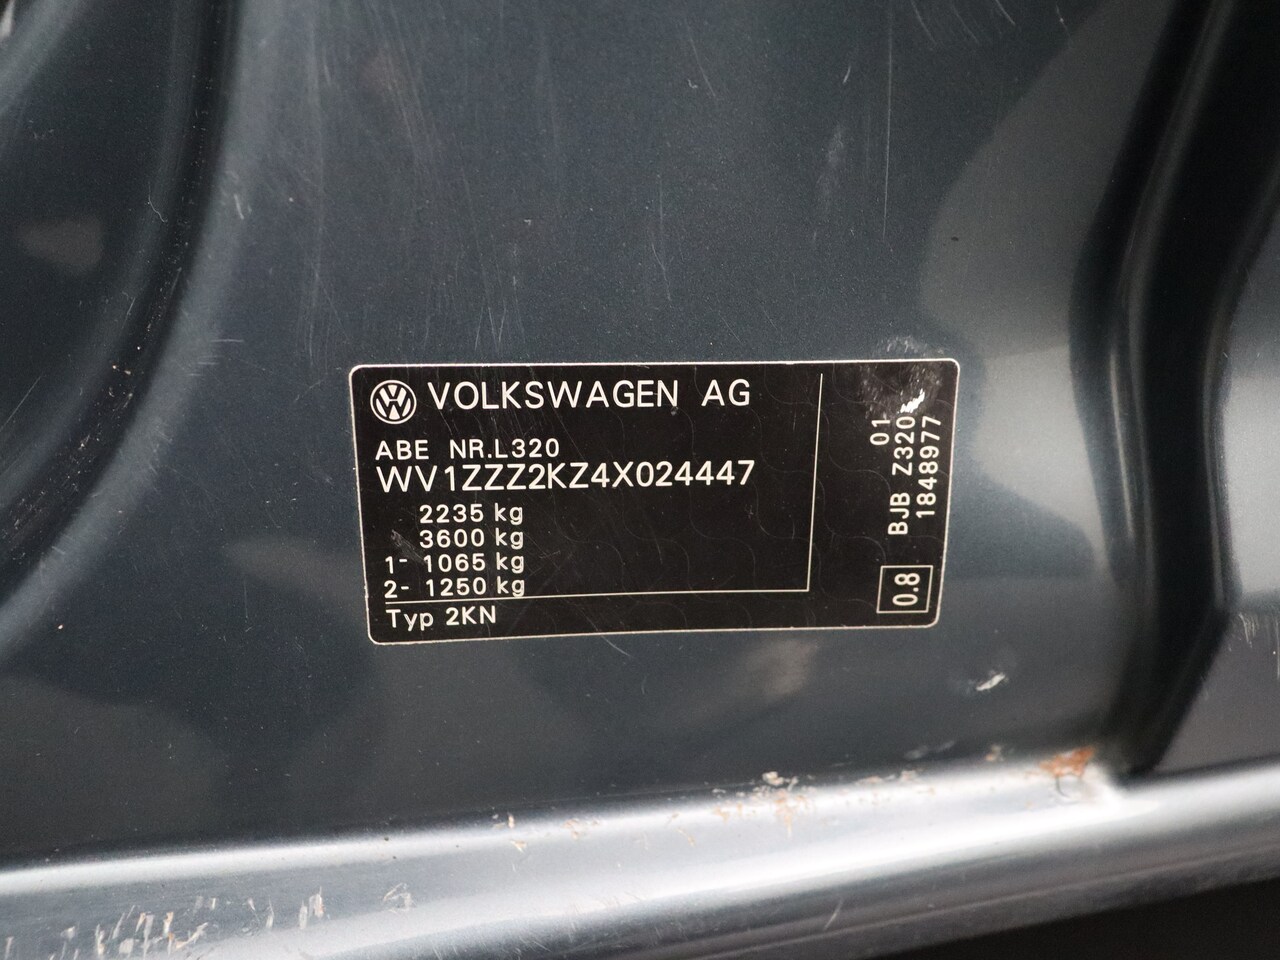 VOLKSWAGEN AG
ABE NR.L320
WV1ZZZ2KZ4X024447
2235 kg
3600 kg
1- 1065 kg
2- 1250 kg
Typ 2KN
01
BJB Z320
1848977
0.8